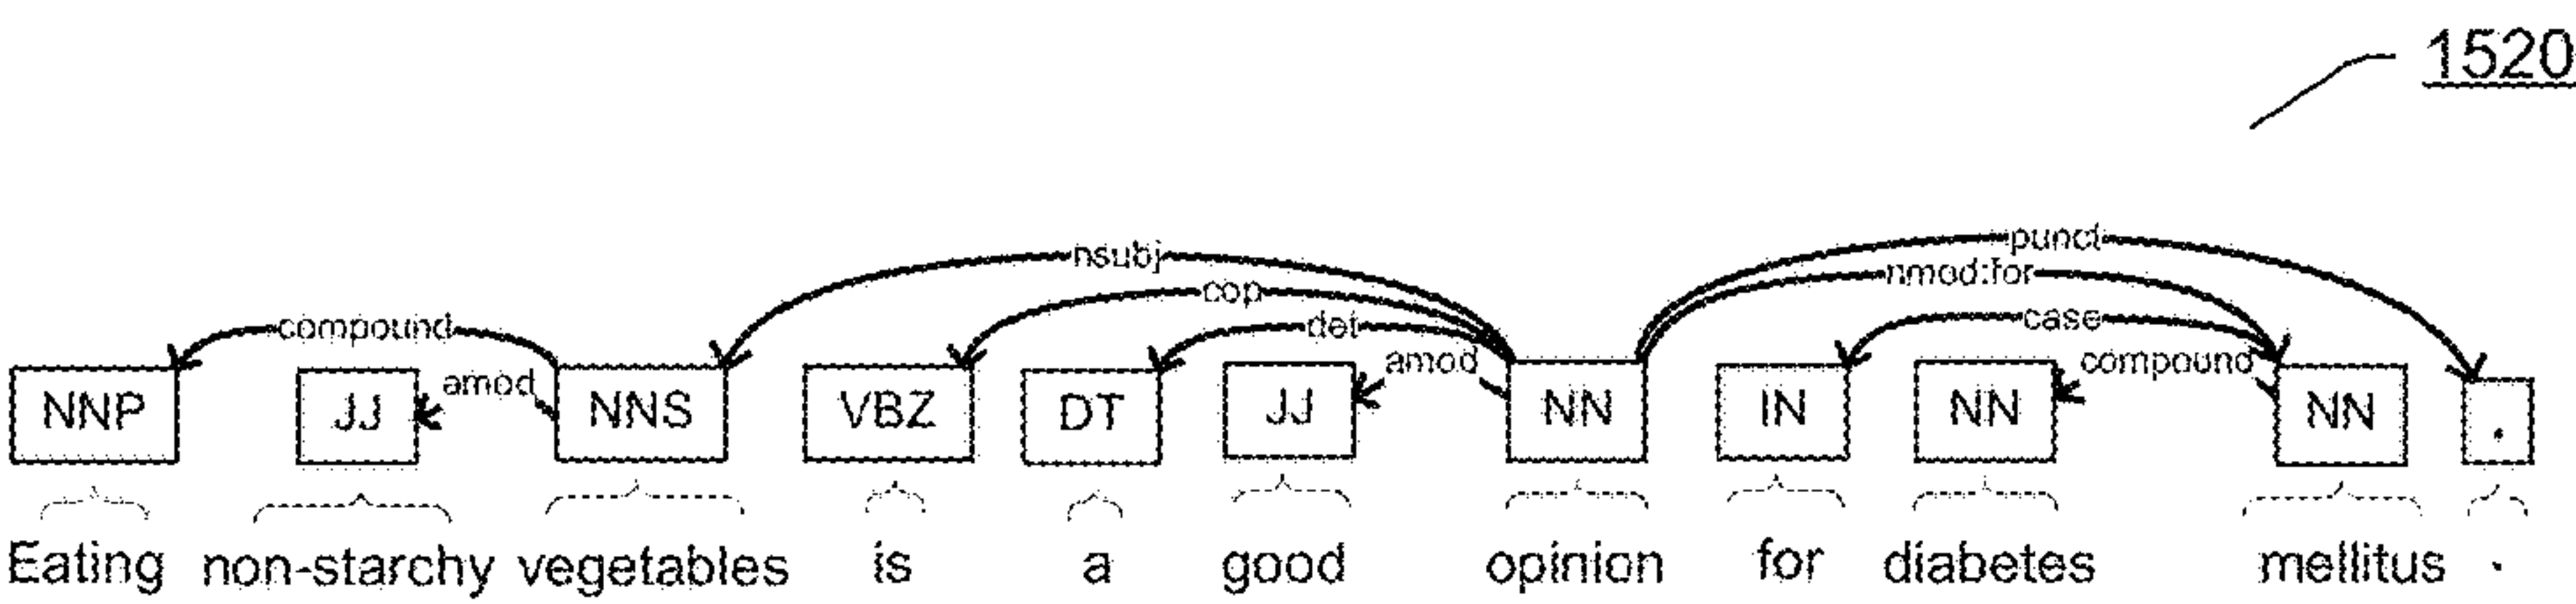 1520
punct
nsubj
nmod:for
cop
compound det case
amod amod compound
NNP JJ NNS VBZ DT JJ NN IN NN NN .
Eating non-starchy vegetables is a good opinion for diabetes mellitus .